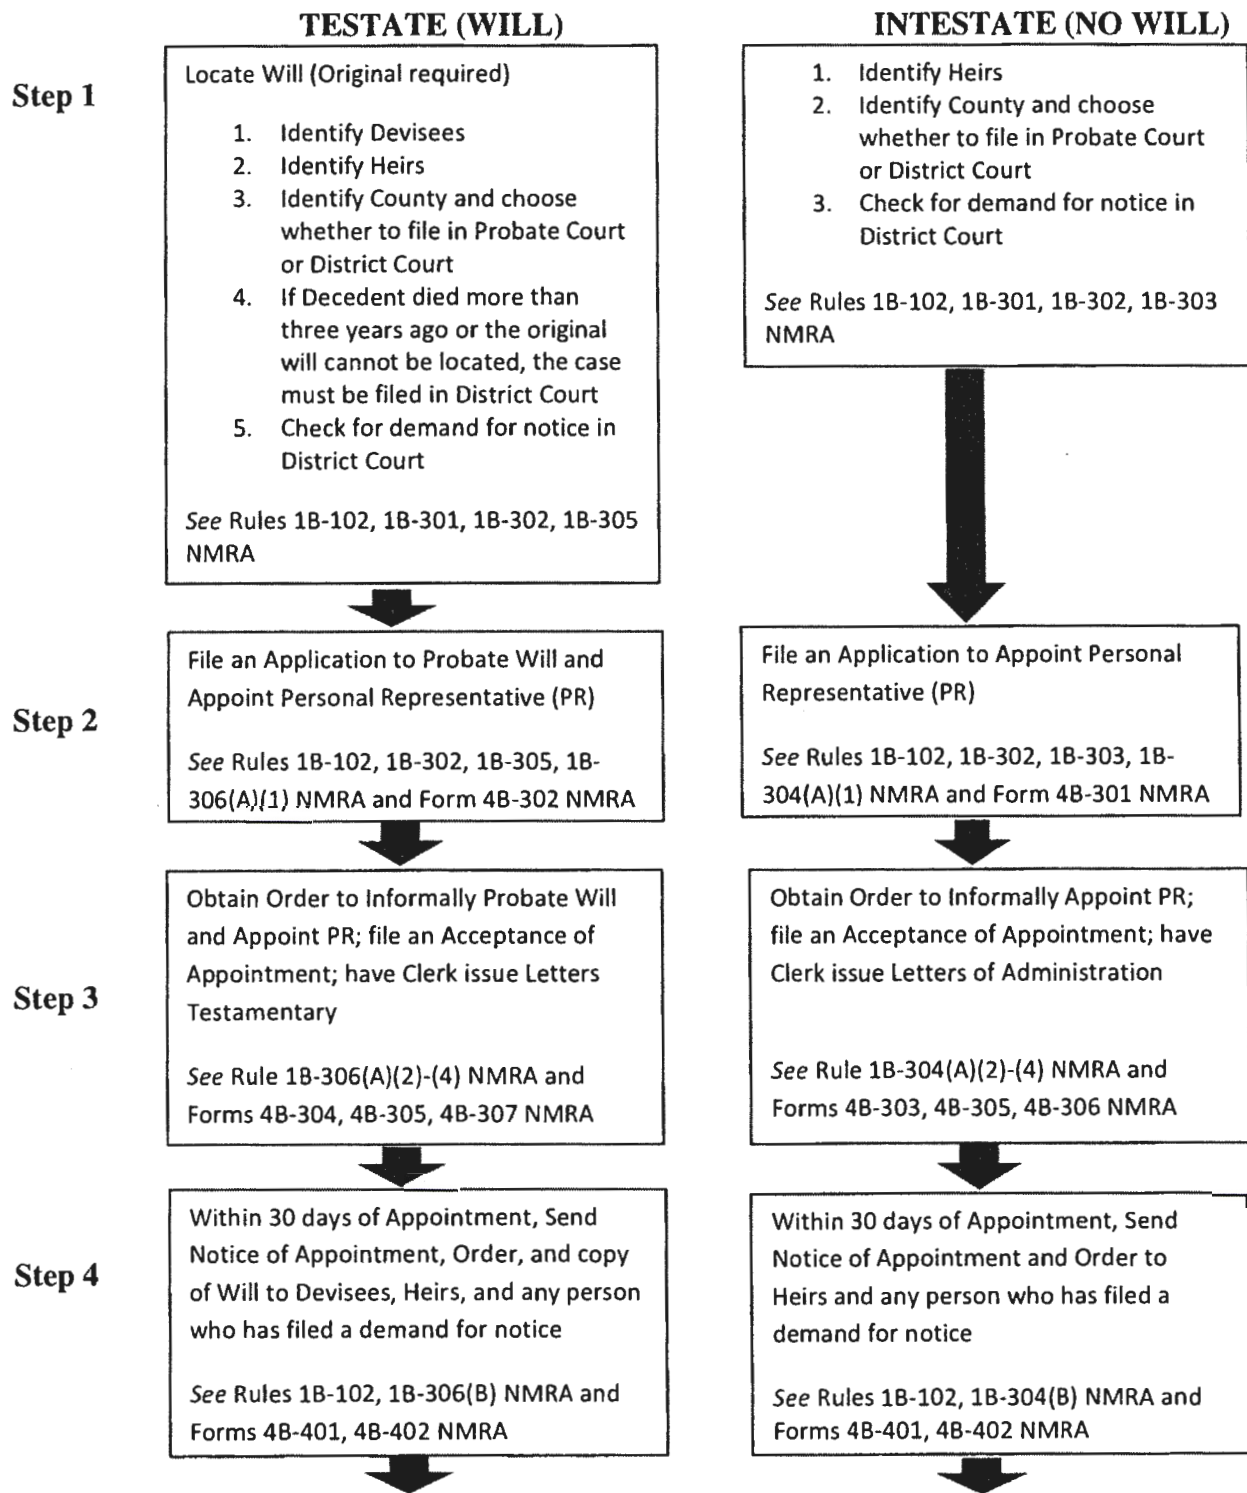 TESTATE (WILL)
INTESTATE (NO WILL)
Step 1
Locate Will (Original required)
1. Identify Devisees
2. Identify Heirs
3. Identify County and choose
whether to file in Probate Court
or District Court
4. If Decedent died more than
three years ago or the original
will cannot be located, the case
must be filed in District Court
5. Check for demand for notice in
District Court
See Rules 1B-102, 1B-301, 1B-302, 1B-305
NMRA
1. Identify Heirs
2. Identify County and choose
whether to file in Probate Court
or District Court
3. Check for demand for notice in
District Court
See Rules 1B-102, 1B-301, 1B-302, 1B-303
NMRA
Step 2
File an Application to Probate Will and
Appoint Personal Representative (PR)
See Rules 1B-102, 1B-302, 1B-305, 1B-
306(A)(1) NMRA and Form 4B-302 NMRA
File an Application to Appoint Personal
Representative (PR)
See Rules 1B-102, 1B-302, 1B-303, 1B-
304(A)(1) NMRA and Form 4B-301 NMRA
Step 3
Obtain Order to Informally Probate Will
and Appoint PR; file an Acceptance of
Appointment; have Clerk issue Letters
Testamentary
See Rule 1B-306(A)(2)-(4) NMRA and
Forms 4B-304, 4B-305, 4B-307 NMRA
Obtain Order to Informally Appoint PR;
file an Acceptance of Appointment; have
Clerk issue Letters of Administration
See Rule 1B-304(A)(2)-(4) NMRA and
Forms 4B-303, 4B-305, 4B-306 NMRA
Step 4
Within 30 days of Appointment, Send
Notice of Appointment, Order, and copy
of Will to Devisees, Heirs, and any person
who has filed a demand for notice
See Rules 1B-102, 1B-306(B) NMRA and
Forms 4B-401, 4B-402 NMRA
Within 30 days of Appointment, Send
Notice of Appointment and Order to
Heirs and any person who has filed a
demand for notice
See Rules 1B-102, 1B-304(B) NMRA and
Forms 4B-401, 4B-402 NMRA